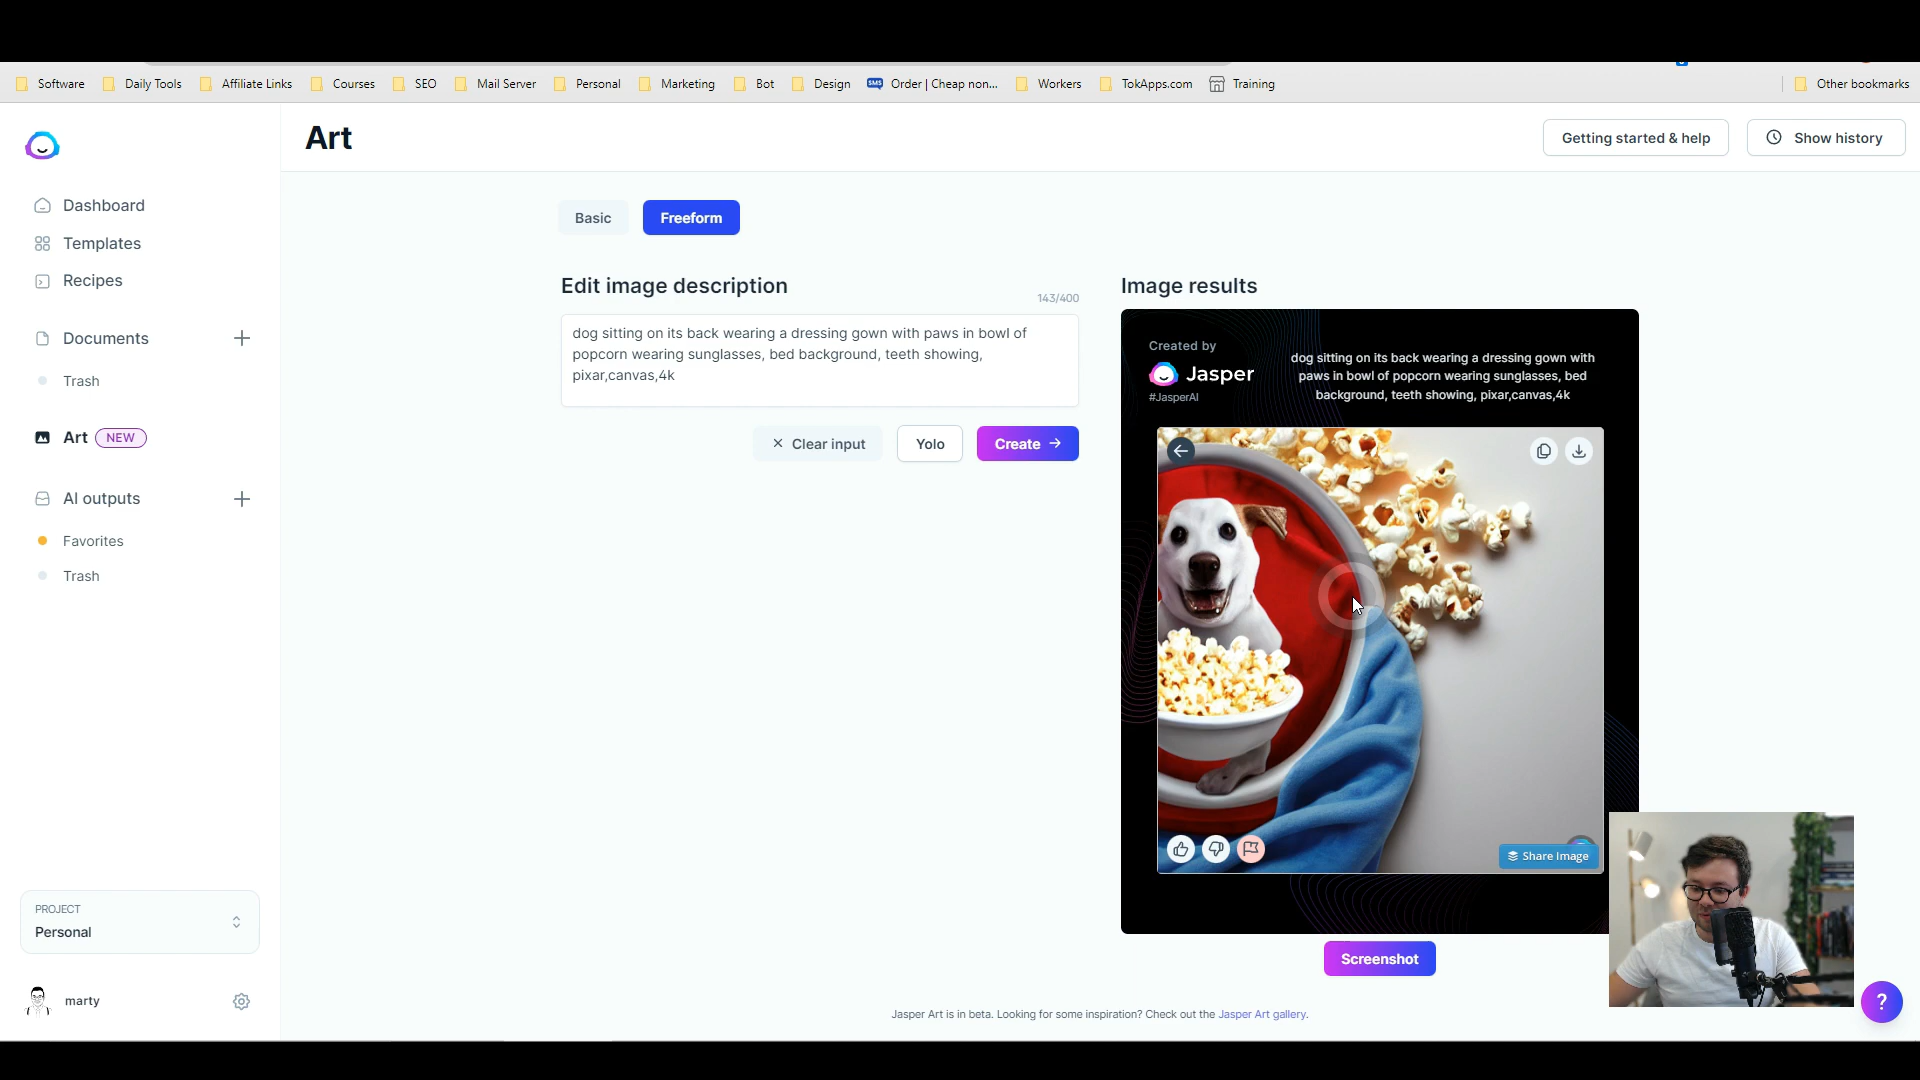 Software Daily Tools Affiliate Links Courses SEO Mail Server Personal Marketing Bot Design SMS Order | Cheap non... Workers TokApps.com Training Other bookmarks
Art
Getting started & help
Show history
Dashboard
Templates
Recipes
Documents
Trash
Art NEW
AI outputs
Favorites
Trash
PROJECT
Personal
marty
Basic
Freeform
Edit image description
143/400
dog sitting on its back wearing a dressing gown with paws in bowl of
popcorn wearing sunglasses, bed background, teeth showing,
pixar,canvas,4k
Clear input
Yolo
Create
Image results
Created by
Jasper
#JasperAI
dog sitting on its back wearing a dressing gown with
paws in bowl of popcorn wearing sunglasses, bed
background, teeth showing, pixar,canvas,4k
Share Image
Screenshot
Jasper Art is in beta. Looking for some inspiration? Check out the Jasper Art gallery.
?